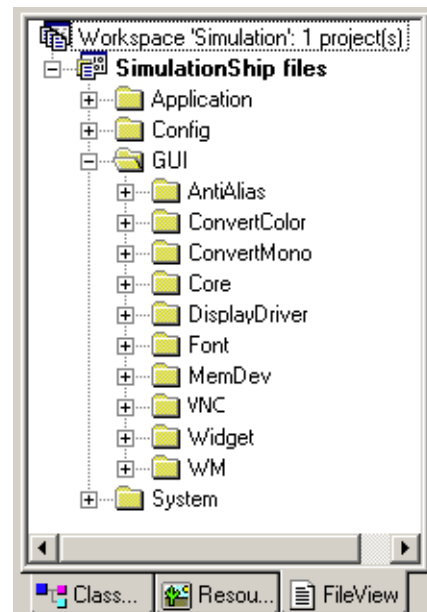 Workspace 'Simulation': 1 project(s)
SimulationShip files
Application
Config
GUI
AntiAlias
ConvertColor
ConvertMono
Core
DisplayDriver
Font
MemDev
VNC
Widget
WM
System
Class... Resou... FileView